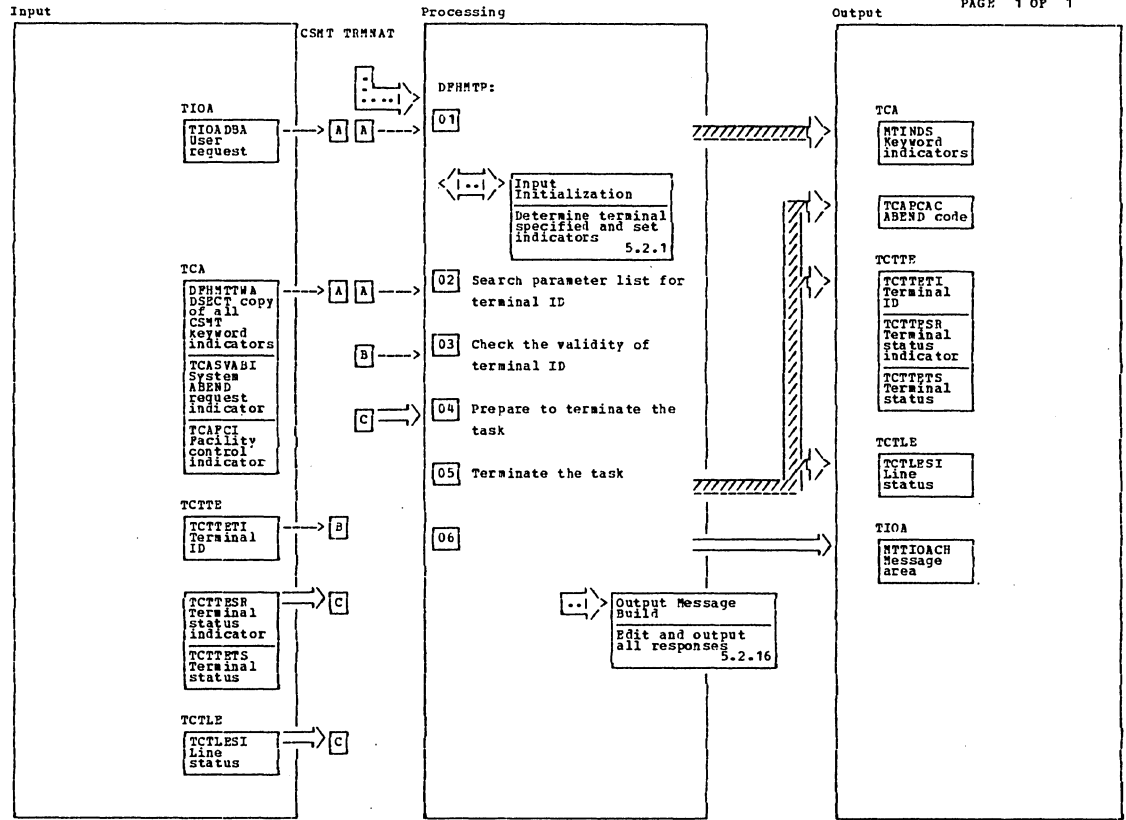 PAGE 1 OF 1
Input
Processing
Output
CSMT TRMNAT
DFHMTP:
TIOA
TIOADBA
User
request
A
A
01
TCA
MTINDS
Keyword
indicators
Input
Initialization
Determine terminal
specified and set
indicators
5.2.1
TCAPCAC
ABEND code
TCA
DFHMTTWA
DSECT copy
of all
CSMT
keyword
indicators
TCASVABI
System
ABEND
request
indicator
TCAFCI
Facility
control
indicator
A
A
02 Search parameter list for
terminal ID
B
03 Check the validity of
terminal ID
C
04 Prepare to terminate the
task
05 Terminate the task
TCTTE
TCTTETI
Terminal
ID
TCTTESR
Terminal
status
indicator
TCTTETS
Terminal
status
TCTLE
TCTLESI
Line
status
TCTTE
TCTTETI
Terminal
ID
B
06
TIOA
MTTIOACH
Message
area
TCTTESR
Terminal
status
indicator
TCTTETS
Terminal
status
C
Output Message
Build
Edit and output
all responses
5.2.16
TCTLE
TCTLESI
Line
status
C